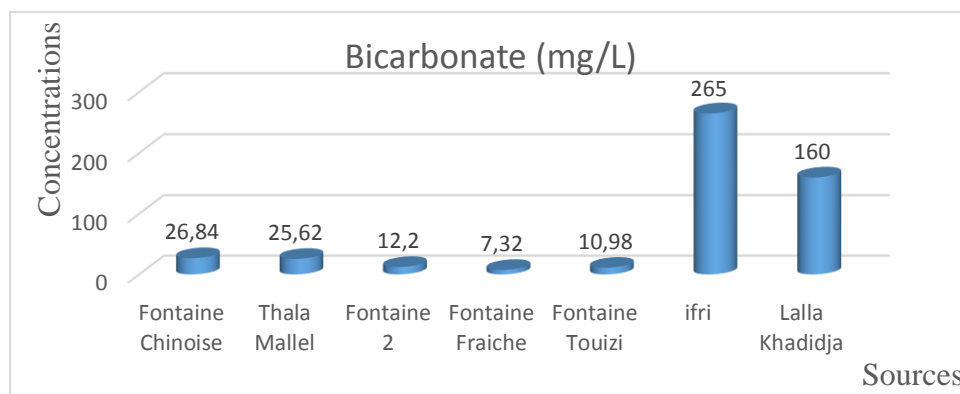 Bicarbonate (mg/L)
Concentrations
300
200
100
0
26,84
25,62
12,2
7,32
10,98
265
160
Fontaine
Chinoise
Thala
Mallel
Fontaine
2
Fontaine
Fraiche
Fontaine
Touizi
ifri
Lalla
Khadidja
Sources